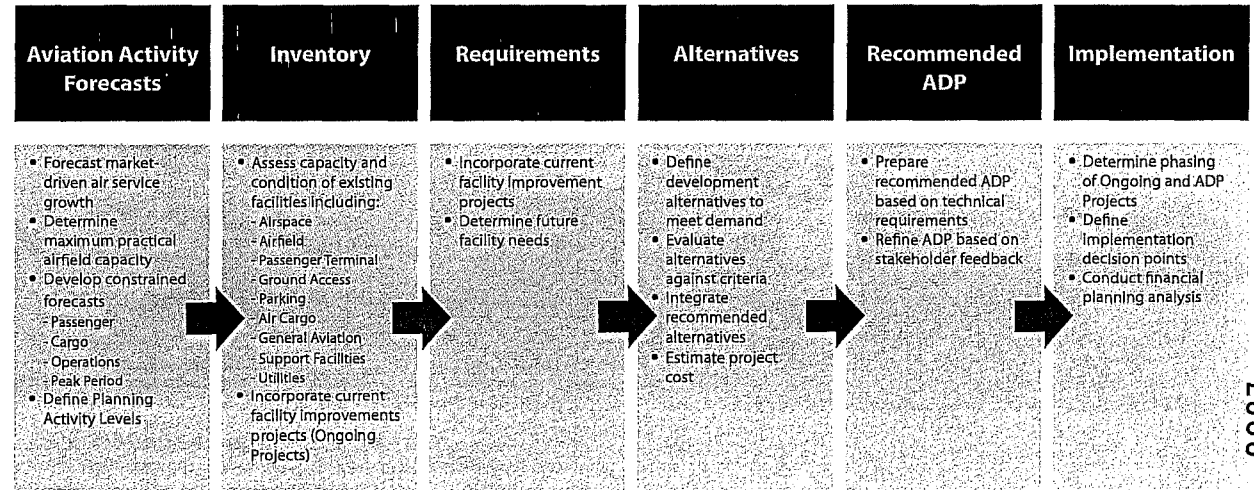 Aviation Activity
Forecasts
• Forecast market-
driven air service
growth
• Determine
maximum practical
airfield capacity
• Develop constrained
forecasts
- Passenger
- Cargo
- Operations
- Peak Period
• Define Planning
Activity Levels
Inventory
• Assess capacity and
condition of existing
facilities including:
- Airspace
- Airfield
- Passenger Terminal
- Ground Access
- Parking
- Air Cargo
- General Aviation
- Support Facilities
- Utilities
• Incorporate current
facility improvements
projects (Ongoing
Projects)
Requirements
• Incorporate current
facility improvement
projects
• Determine future
facility needs
Alternatives
• Define
development
alternatives to
meet demand
• Evaluate
alternatives
against criteria
• Integrate
recommended
alternatives
• Estimate project
cost
Recommended
ADP
• Prepare
recommended ADP
based on technical
requirements
• Refine ADP based on
stakeholder feedback
Implementation
• Determine phasing
of Ongoing and ADP
Projects
• Define
Implementation
decision points
• Conduct financial
planning analysis